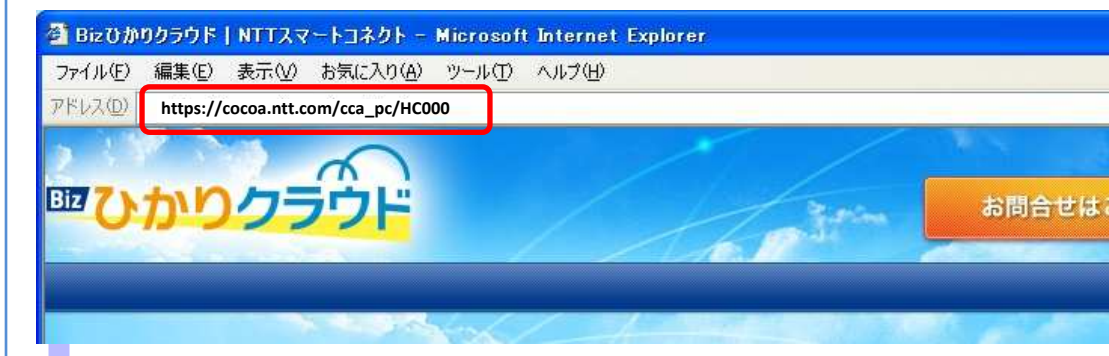 Bizひかりクラウド | NTTスマートコネクト - Microsoft Internet Explorer
ファイル(F) 編集(E) 表示(V) お気に入り(A) ツール(T) ヘルプ(H)
アドレス(D) https://cocoa.ntt.com/cca_pc/HC000
Biz ひかりクラウド
お問合せは